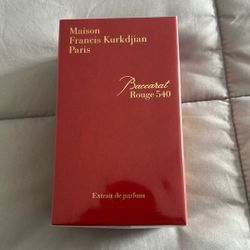 Maison
Francis Kurkdjian
Paris
Baccarat
Rouge 540
Extrait de parfum